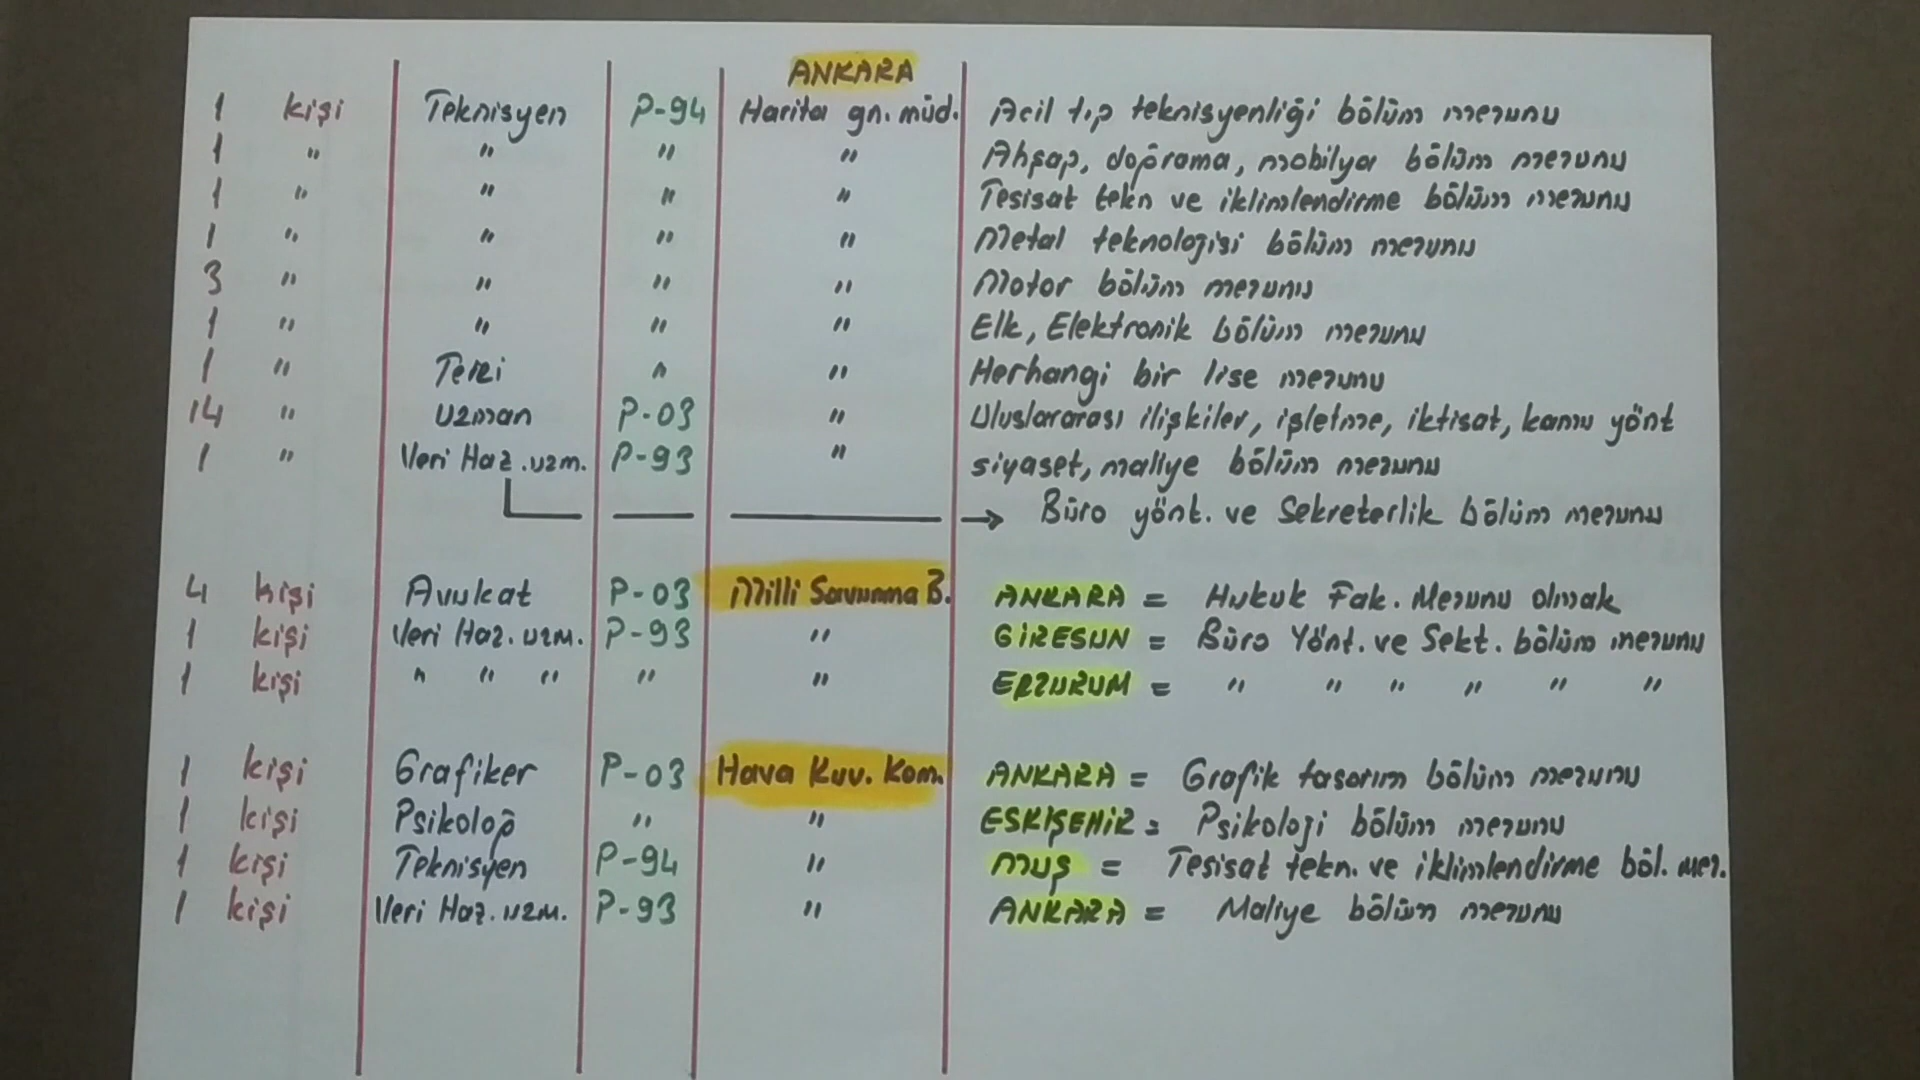 ANKARA
1 kişi Teknisyen P-94 Harita gn. müd. Acil tıp teknisyenliği bölüm mezunu
1 " " " " Ahşap, doğrama, mobilya bölüm mezunu
1 " " " " Tesisat tekn ve iklimlendirme bölüm mezunu
1 " " " " Metal teknolojisi bölüm mezunu
3 " " " " Motor bölüm mezunu
1 " " " " Elk, Elektronik bölüm mezunu
1 " Terzi " " Herhangi bir lise mezunu
14 " Uzman P-03 " Uluslararası ilişkiler, işletme, iktisat, kamu yönt
1 " Veri Haz. uzm. P-93 " siyaset, maliye bölüm mezunu
→ Büro yönt. ve Sekreterlik bölüm mezunu
4 kişi Avukat P-03 Milli Savunma B. ANKARA = Hukuk Fak. Mezunu olmak
1 kişi Veri Haz. uzm. P-93 " GİRESUN = Büro Yönt. ve Sekt. bölüm mezunu
1 kişi " " " " " ERZURUM = " " " " " "
1 kişi Grafiker P-03 Hava Kuv. Kom. ANKARA = Grafik tasarım bölüm mezunu
1 kişi Psikoloğ " " ESKİŞEHİR = Psikoloji bölüm mezunu
1 kişi Teknisyen P-94 " MUŞ = Tesisat tekn. ve iklimlendirme böl. mez.
1 kişi Veri Haz. uzm. P-93 " ANKARA = Maliye bölüm mezunu